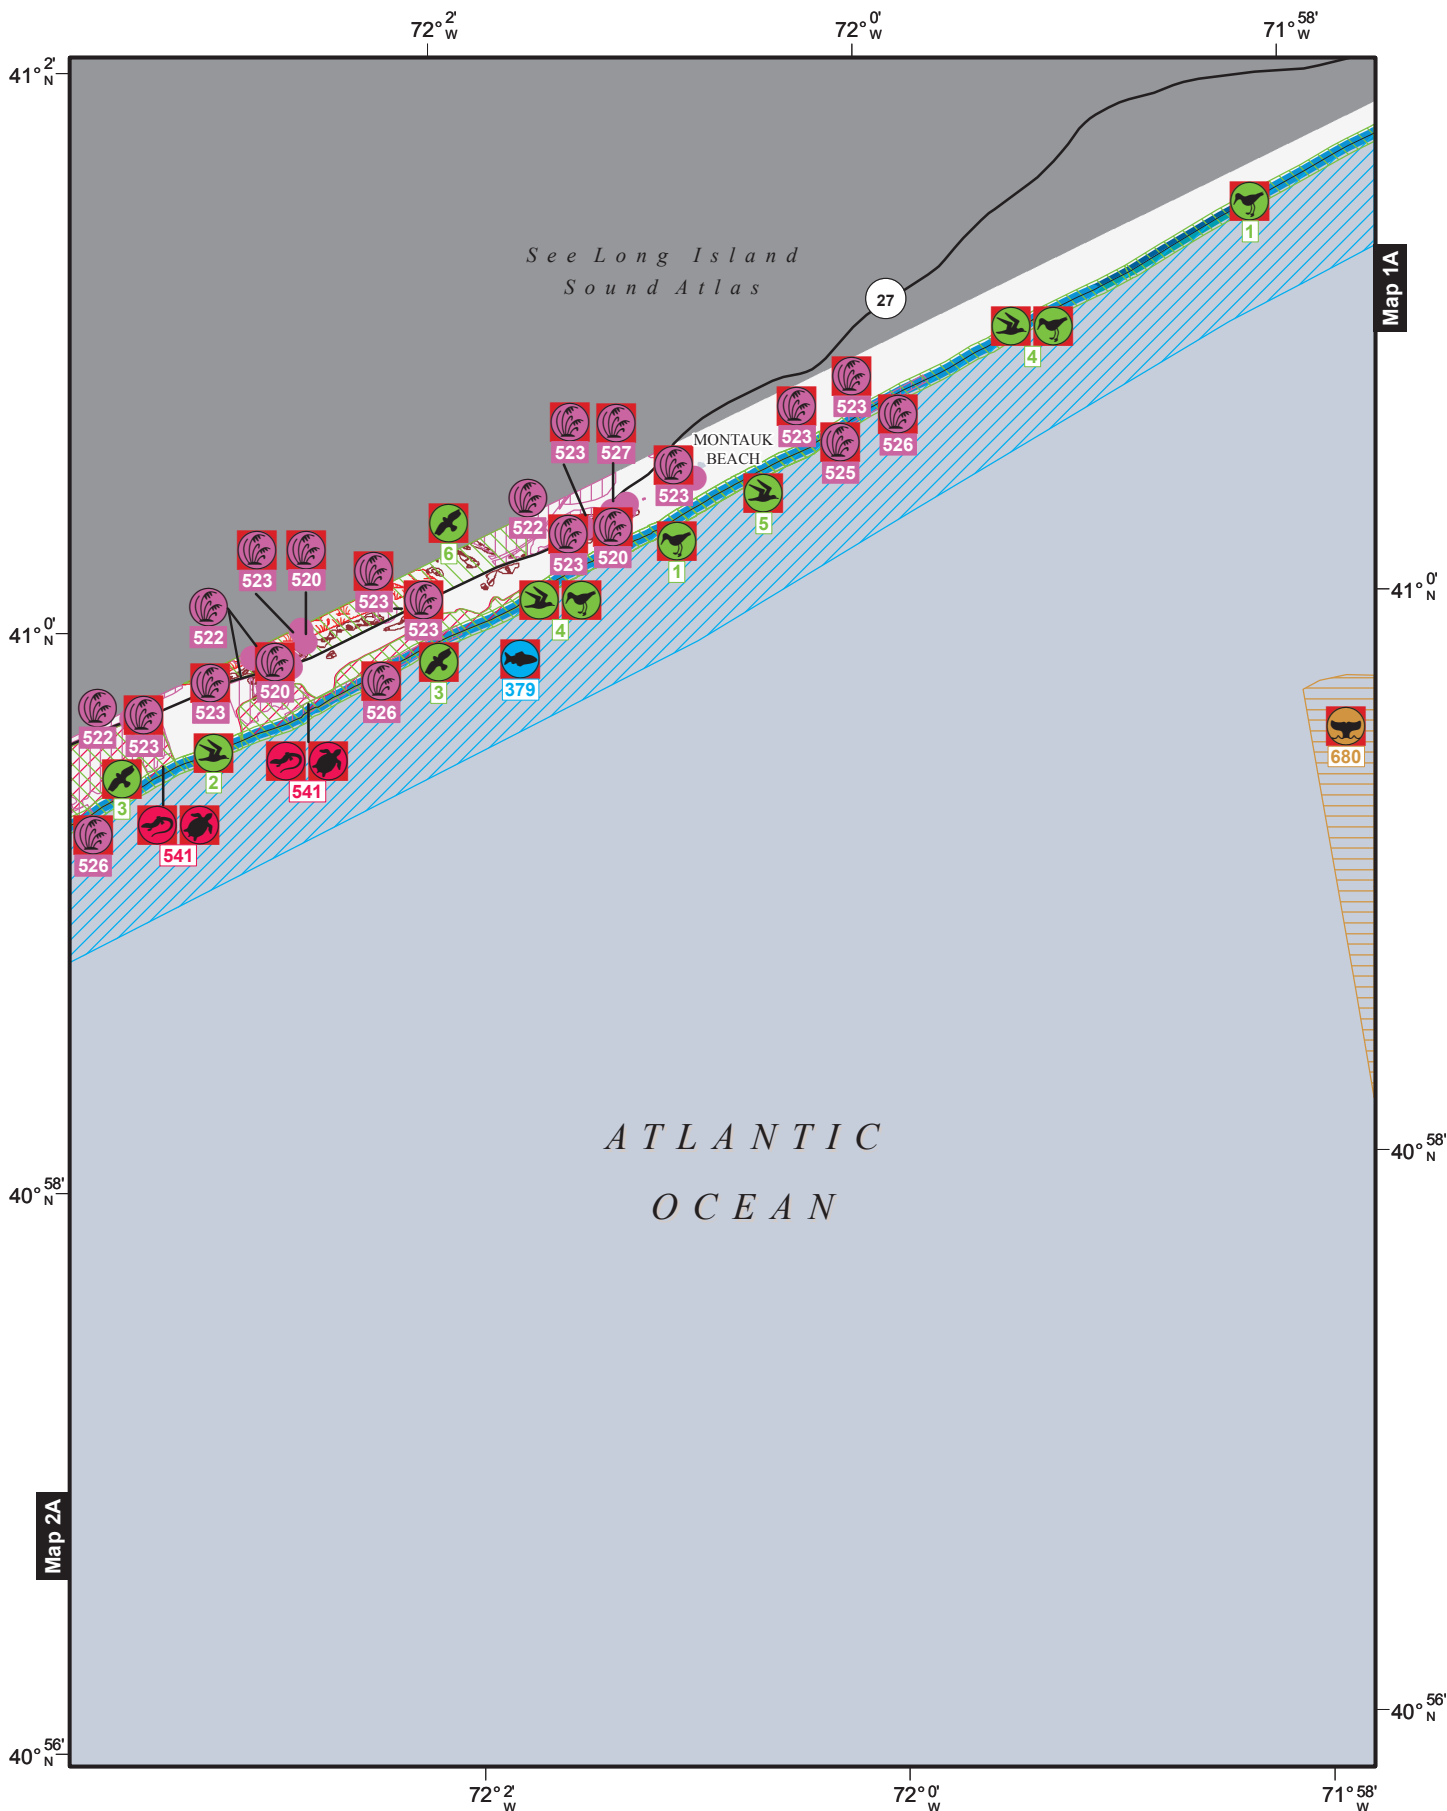 72° 2' W
72° 0' W
71° 58' W
41° 2' N
1
Map 1A
See Long Island
Sound Atlas
27
4
523
523
526
523
527
MONTAUK
BEACH
525
523
5
522
6
523
520
1
523
520
523
523
522
4
41° 0' N
41° 0' N
3
379
520
523
526
522
523
680
2
541
3
541
526
ATLANTIC
OCEAN
40° 58' N
40° 58' N
Map 2A
40° 56' N
40° 56' N
72° 2' W
72° 0' W
71° 58' W